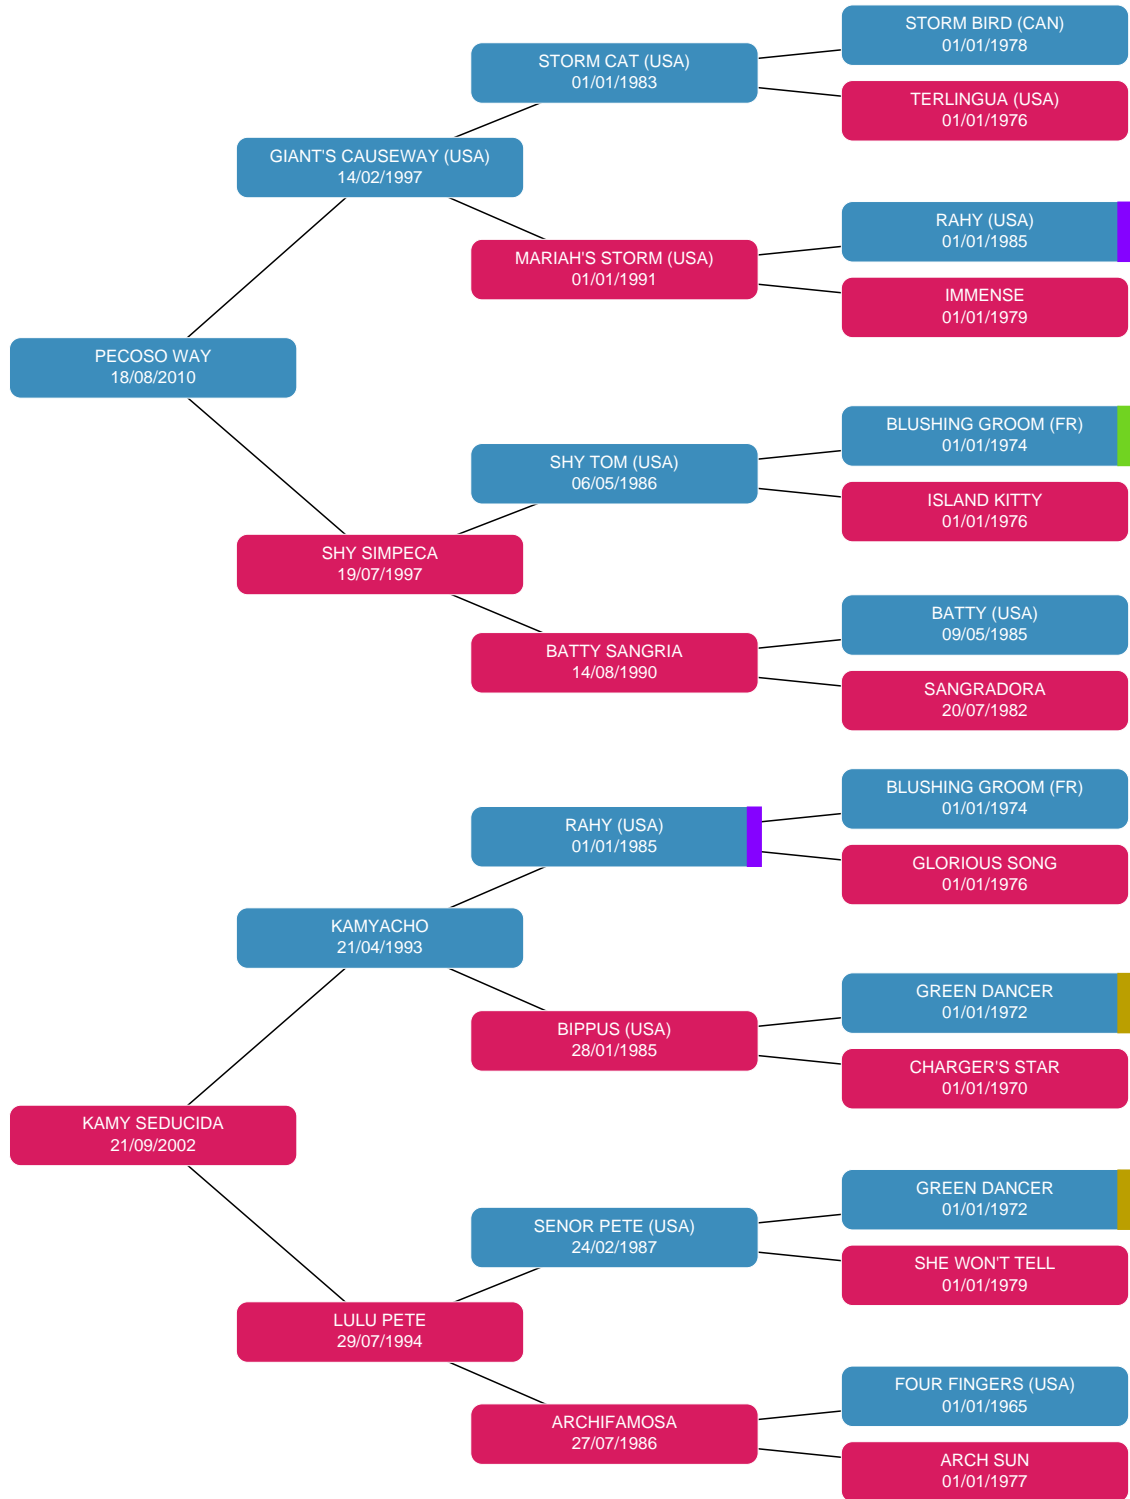 STORM BIRD (CAN)
01/01/1978
STORM CAT (USA)
01/01/1983
TERLINGUA (USA)
01/01/1976
GIANT'S CAUSEWAY (USA)
14/02/1997
RAHY (USA)
01/01/1985
MARIAH'S STORM (USA)
01/01/1991
IMMENSE
01/01/1979
PECOSO WAY
18/08/2010
BLUSHING GROOM (FR)
01/01/1974
SHY TOM (USA)
06/05/1986
ISLAND KITTY
01/01/1976
SHY SIMPECA
19/07/1997
BATTY (USA)
09/05/1985
BATTY SANGRIA
14/08/1990
SANGRADORA
20/07/1982
BLUSHING GROOM (FR)
01/01/1974
RAHY (USA)
01/01/1985
GLORIOUS SONG
01/01/1976
KAMYACHO
21/04/1993
GREEN DANCER
01/01/1972
BIPPUS (USA)
28/01/1985
CHARGER'S STAR
01/01/1970
KAMY SEDUCIDA
21/09/2002
GREEN DANCER
01/01/1972
SENOR PETE (USA)
24/02/1987
SHE WON'T TELL
01/01/1979
LULU PETE
29/07/1994
FOUR FINGERS (USA)
01/01/1965
ARCHIFAMOSA
27/07/1986
ARCH SUN
01/01/1977